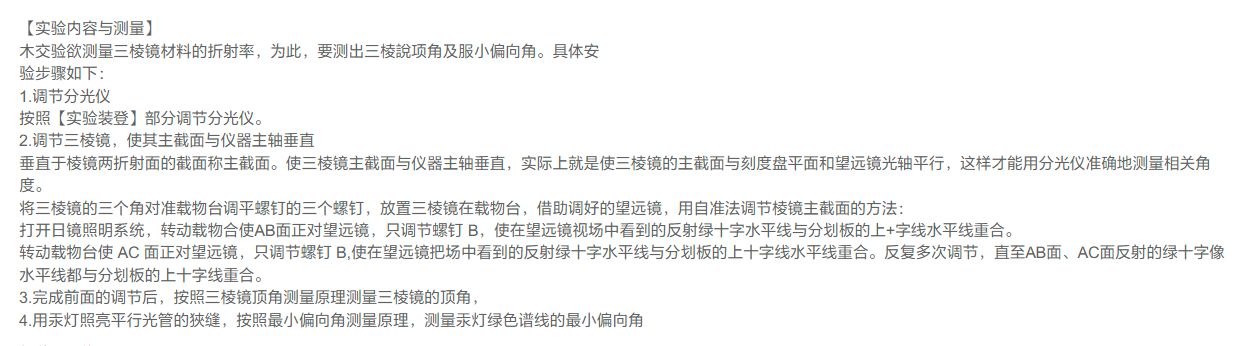 【实验内容与测量】
木交验欲测量三棱镜材料的折射率，为此，要测出三棱說项角及服小偏向角。具体安
验步骤如下：
1.调节分光仪
按照【实验装登】部分调节分光仪。
2.调节三棱镜，使其主截面与仪器主轴垂直
垂直于棱镜两折射面的截面称主截面。使三棱镜主截面与仪器主轴垂直，实际上就是使三棱镜的主截面与刻度盘平面和望远镜光轴平行，这样才能用分光仪准确地测量相关角
度。
将三棱镜的三个角对准载物台调平螺钉的三个螺钉，放置三棱镜在载物台，借助调好的望远镜，用自准法调节棱镜主截面的方法：
打开日镜照明系统，转动载物合使AB面正对望远镜，只调节螺钉 B，使在望远镜视场中看到的反射绿十字水平线与分划板的上+字线水平线重合。
转动载物台使 AC 面正对望远镜，只调节螺钉 B,使在望远镜把场中看到的反射绿十字水平线与分划板的上十字线水平线重合。反复多次调节，直至AB面、AC面反射的绿十字像
水平线都与分划板的上十字线重合。
3.完成前面的调节后，按照三棱镜顶角测量原理测量三棱镜的顶角，
4.用汞灯照亮平行光管的狹缝，按照最小偏向角测量原理，测量汞灯绿色谱线的最小偏向角